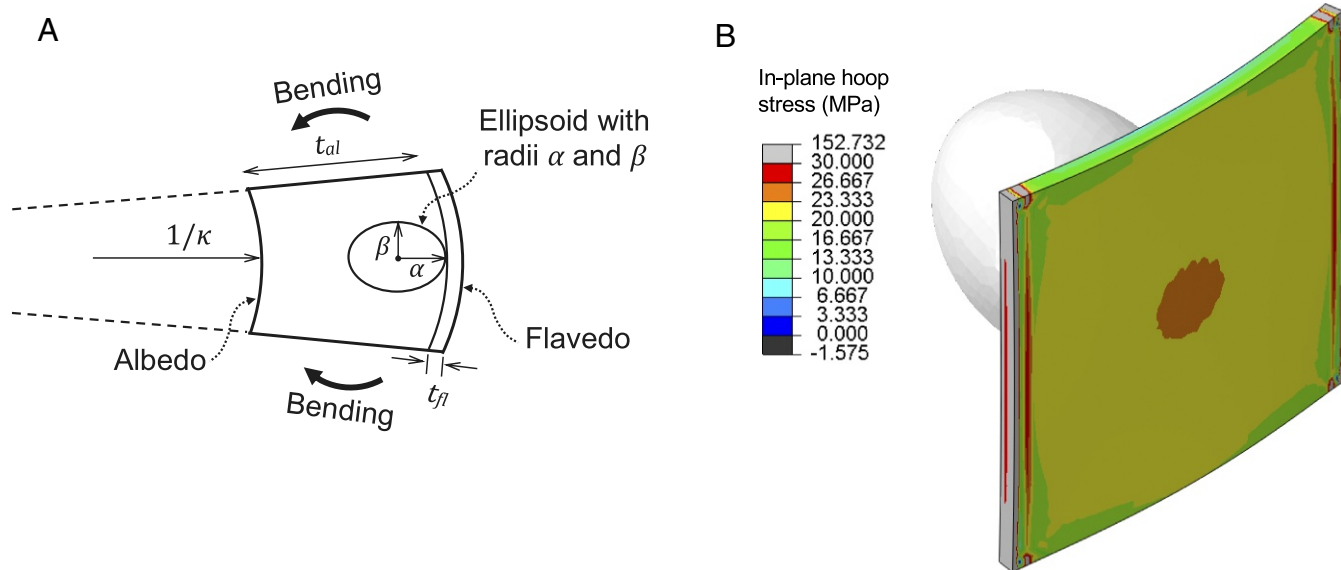 A
Bending
t_al
Ellipsoid with
radii α and β
1/κ
β
α
Albedo
Flavedo
Bending
t_fl
B
In-plane hoop
stress (MPa)
152.732
30.000
26.667
23.333
20.000
16.667
13.333
10.000
6.667
3.333
0.000
-1.575